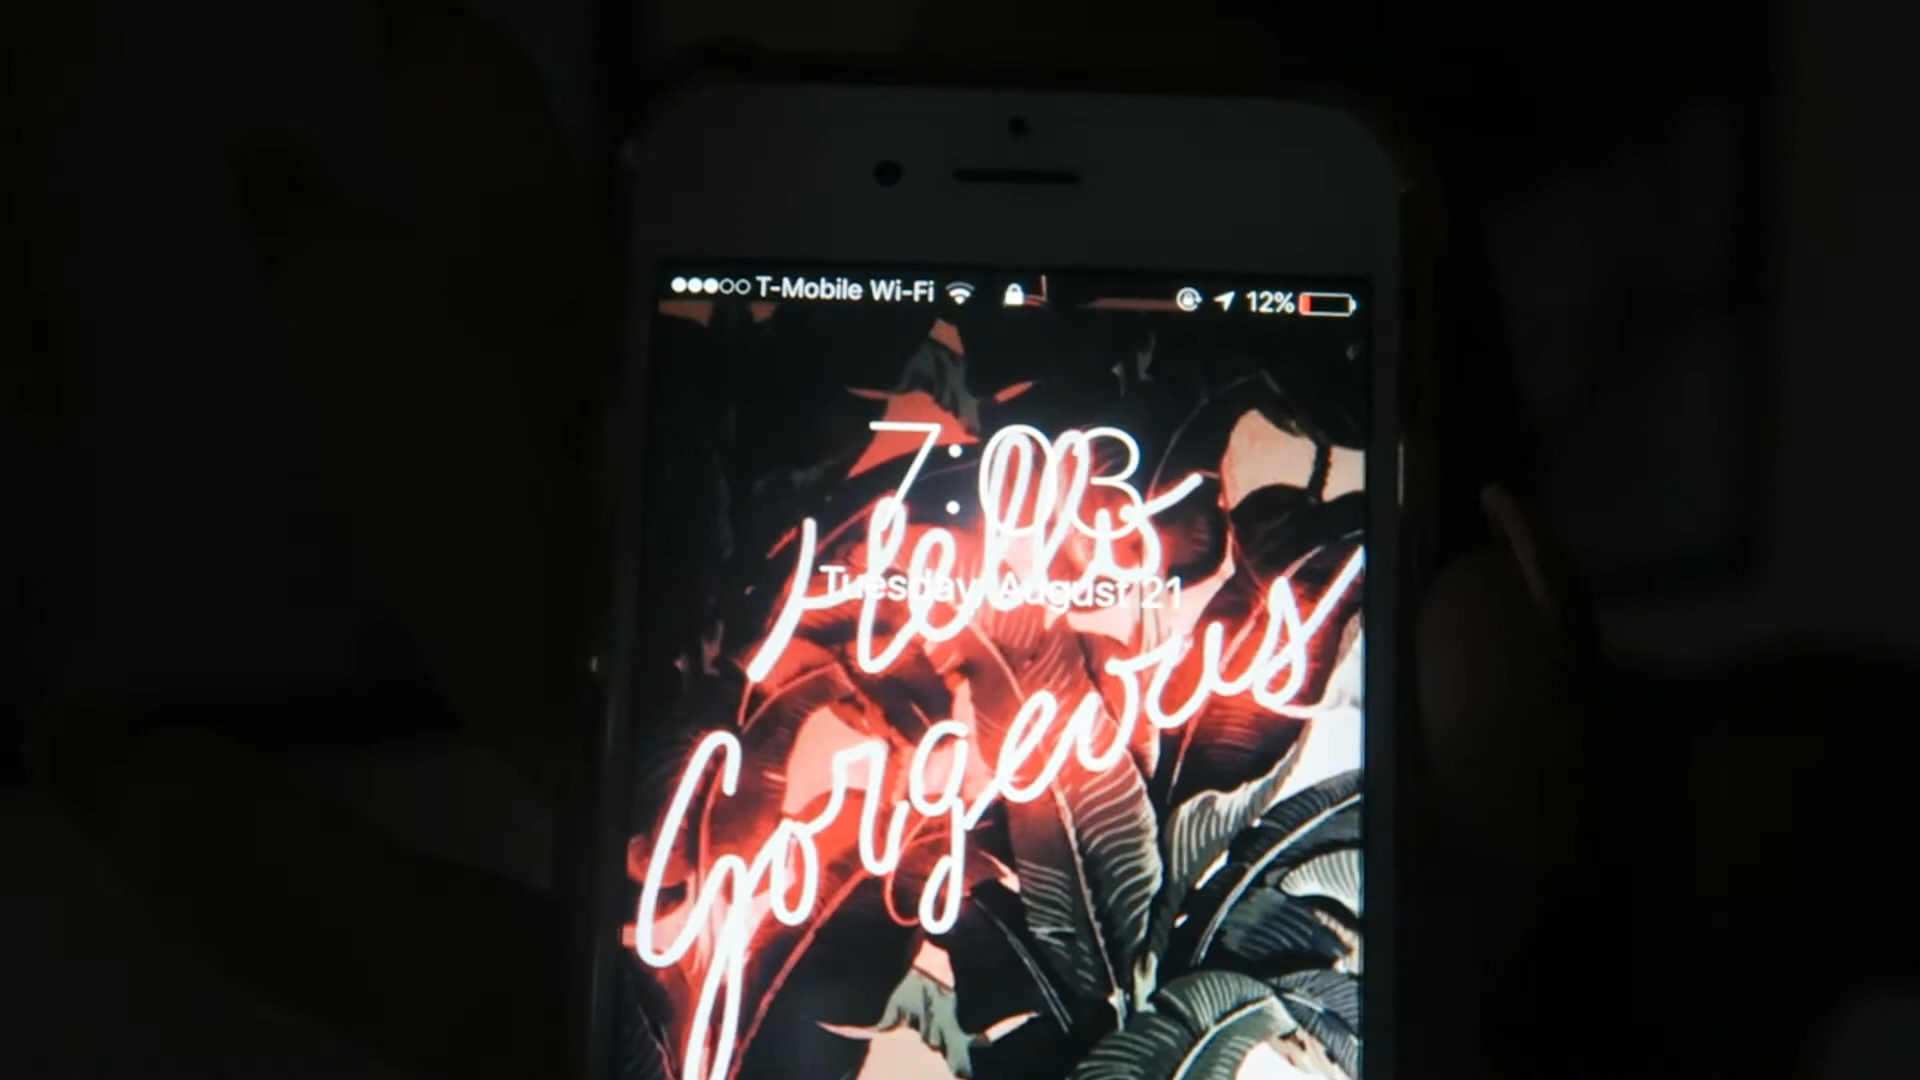 T-Mobile Wi-Fi 12%
7:03
Tuesday, August 21
Hello
Gorgeous